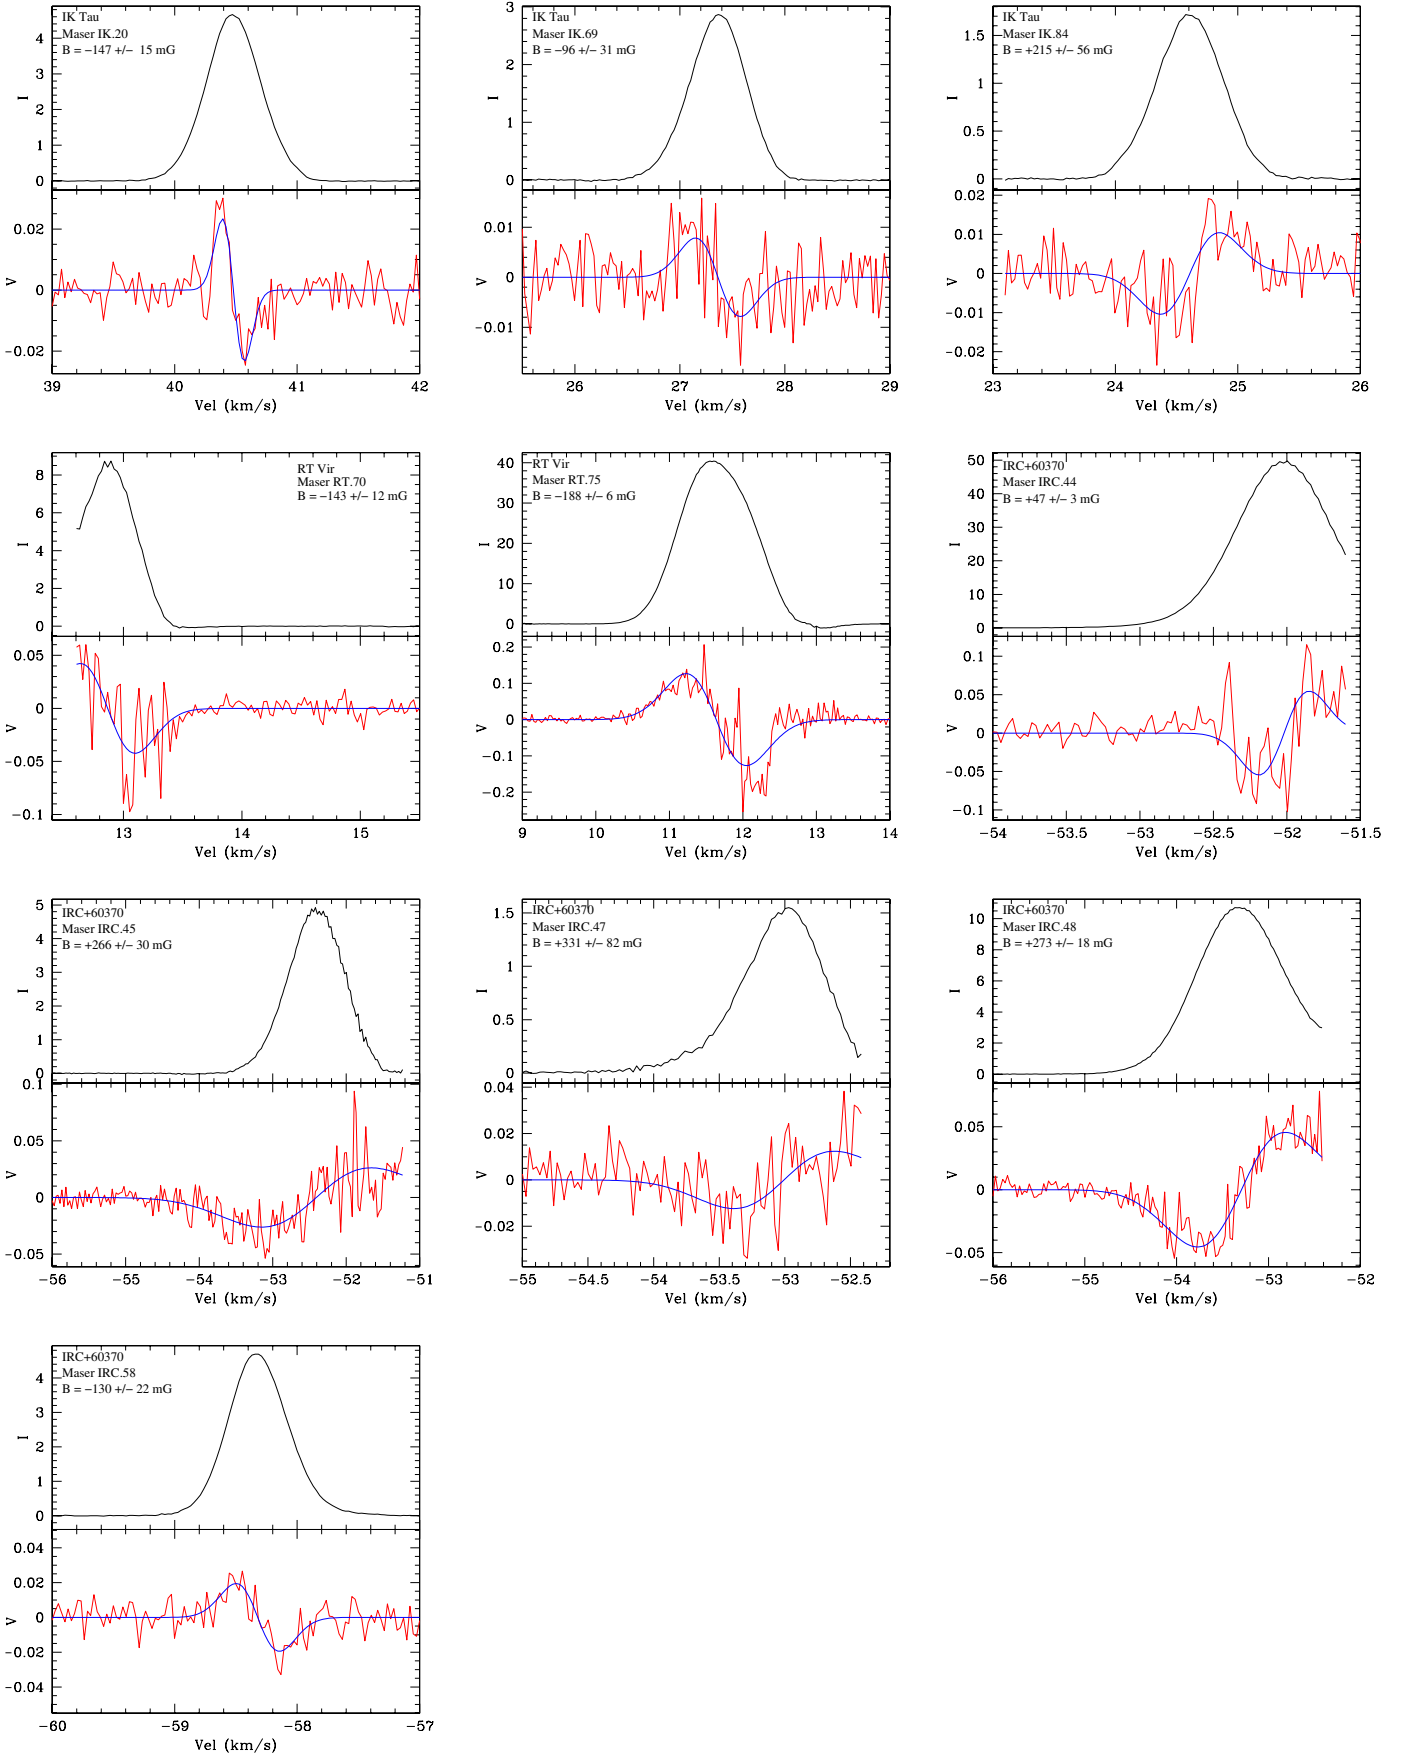 IK Tau
Maser IK.20
B = −147 +/− 15 mG
4
2
1
0
I
0.02
0
−0.02
V
39
40
41
42
Vel (km/s)
IK Tau
Maser IK.69
B = −96 +/− 31 mG
3
2
1
0
I
0.01
0
−0.01
V
26
27
28
29
Vel (km/s)
IK Tau
Maser IK.84
B = +215 +/− 56 mG
1.5
1
0.5
0
I
0.02
0.01
0
−0.01
−0.02
V
23
24
25
26
Vel (km/s)
RT Vir
Maser RT.70
B = −143 +/− 12 mG
8
6
4
2
0
I
0.05
0
−0.05
−0.1
V
13
14
15
Vel (km/s)
RT Vir
Maser RT.75
B = −188 +/− 6 mG
40
30
20
10
0
I
0.2
0.1
0
−0.1
−0.2
V
9
10
11
12
13
14
Vel (km/s)
IRC+60370
Maser IRC.44
B = +47 +/− 3 mG
50
40
30
20
10
0
I
0.1
0.05
0
−0.05
−0.1
V
−54
−53.5
−53
−52.5
−52
−51.5
Vel (km/s)
IRC+60370
Maser IRC.45
B = +266 +/− 30 mG
5
4
3
2
1
0
I
0.1
0.05
0
−0.05
V
−56
−55
−54
−53
−52
−51
Vel (km/s)
IRC+60370
Maser IRC.47
B = +331 +/− 82 mG
1.5
1
0.5
0
I
0.04
0.02
0
−0.02
V
−55
−54.5
−54
−53.5
−53
−52.5
Vel (km/s)
IRC+60370
Maser IRC.48
B = +273 +/− 18 mG
10
8
6
4
2
0
I
0.05
0
−0.05
V
−56
−55
−54
−53
−52
Vel (km/s)
IRC+60370
Maser IRC.58
B = −130 +/− 22 mG
4
3
2
1
0
I
0.04
0.02
0
−0.02
−0.04
V
−60
−59
−58
−57
Vel (km/s)